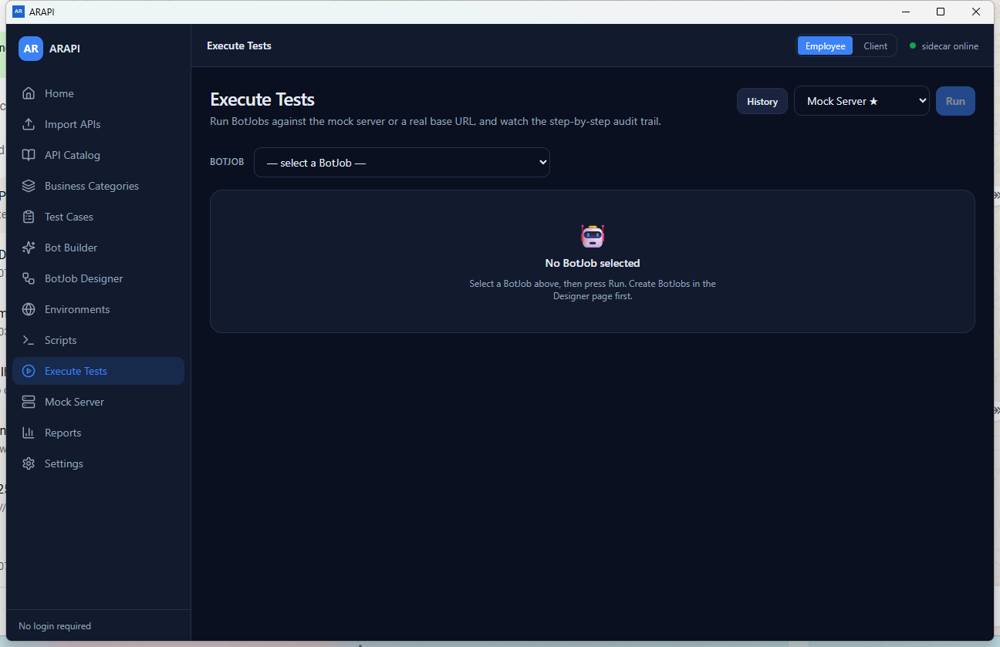 AR ARAPI
AR ARAPI
Execute Tests
Employee Client sidecar online
Home
Import APIs
API Catalog
Business Categories
Test Cases
Bot Builder
BotJob Designer
Environments
Scripts
Execute Tests
Mock Server
Reports
Settings
No login required
Execute Tests
Run BotJobs against the mock server or a real base URL, and watch the step-by-step audit trail.
History Mock Server ★ Run
BOTJOB — select a BotJob —
No BotJob selected
Select a BotJob above, then press Run. Create BotJobs in the
Designer page first.